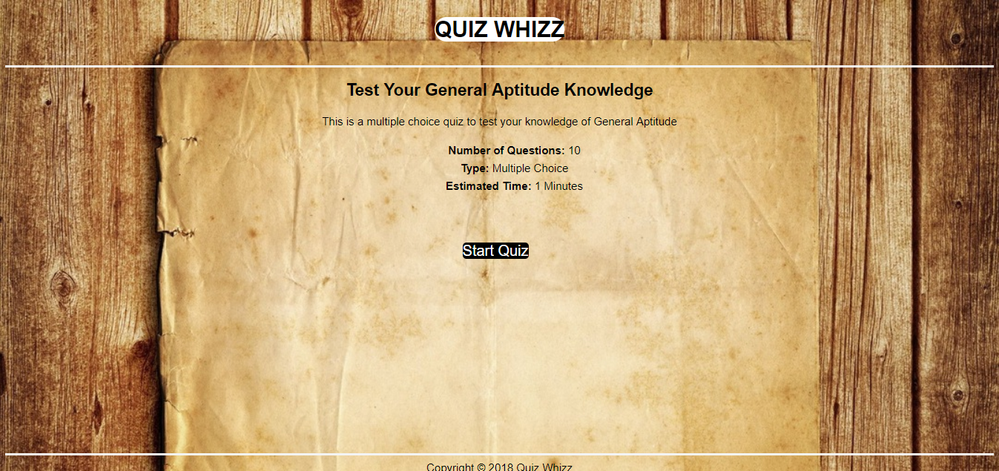 QUIZ WHIZZ
Test Your General Aptitude Knowledge
This is a multiple choice quiz to test your knowledge of General Aptitude
Number of Questions: 10
Type: Multiple Choice
Estimated Time: 1 Minutes
Start Quiz
Copyright © 2018 Quiz Whizz